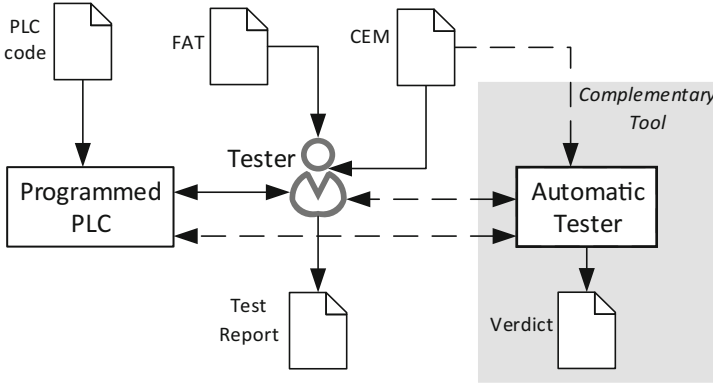 PLC
code
FAT
CEM
Complementary
Tool
Tester
Programmed
PLC
Automatic
Tester
Test
Report
Verdict